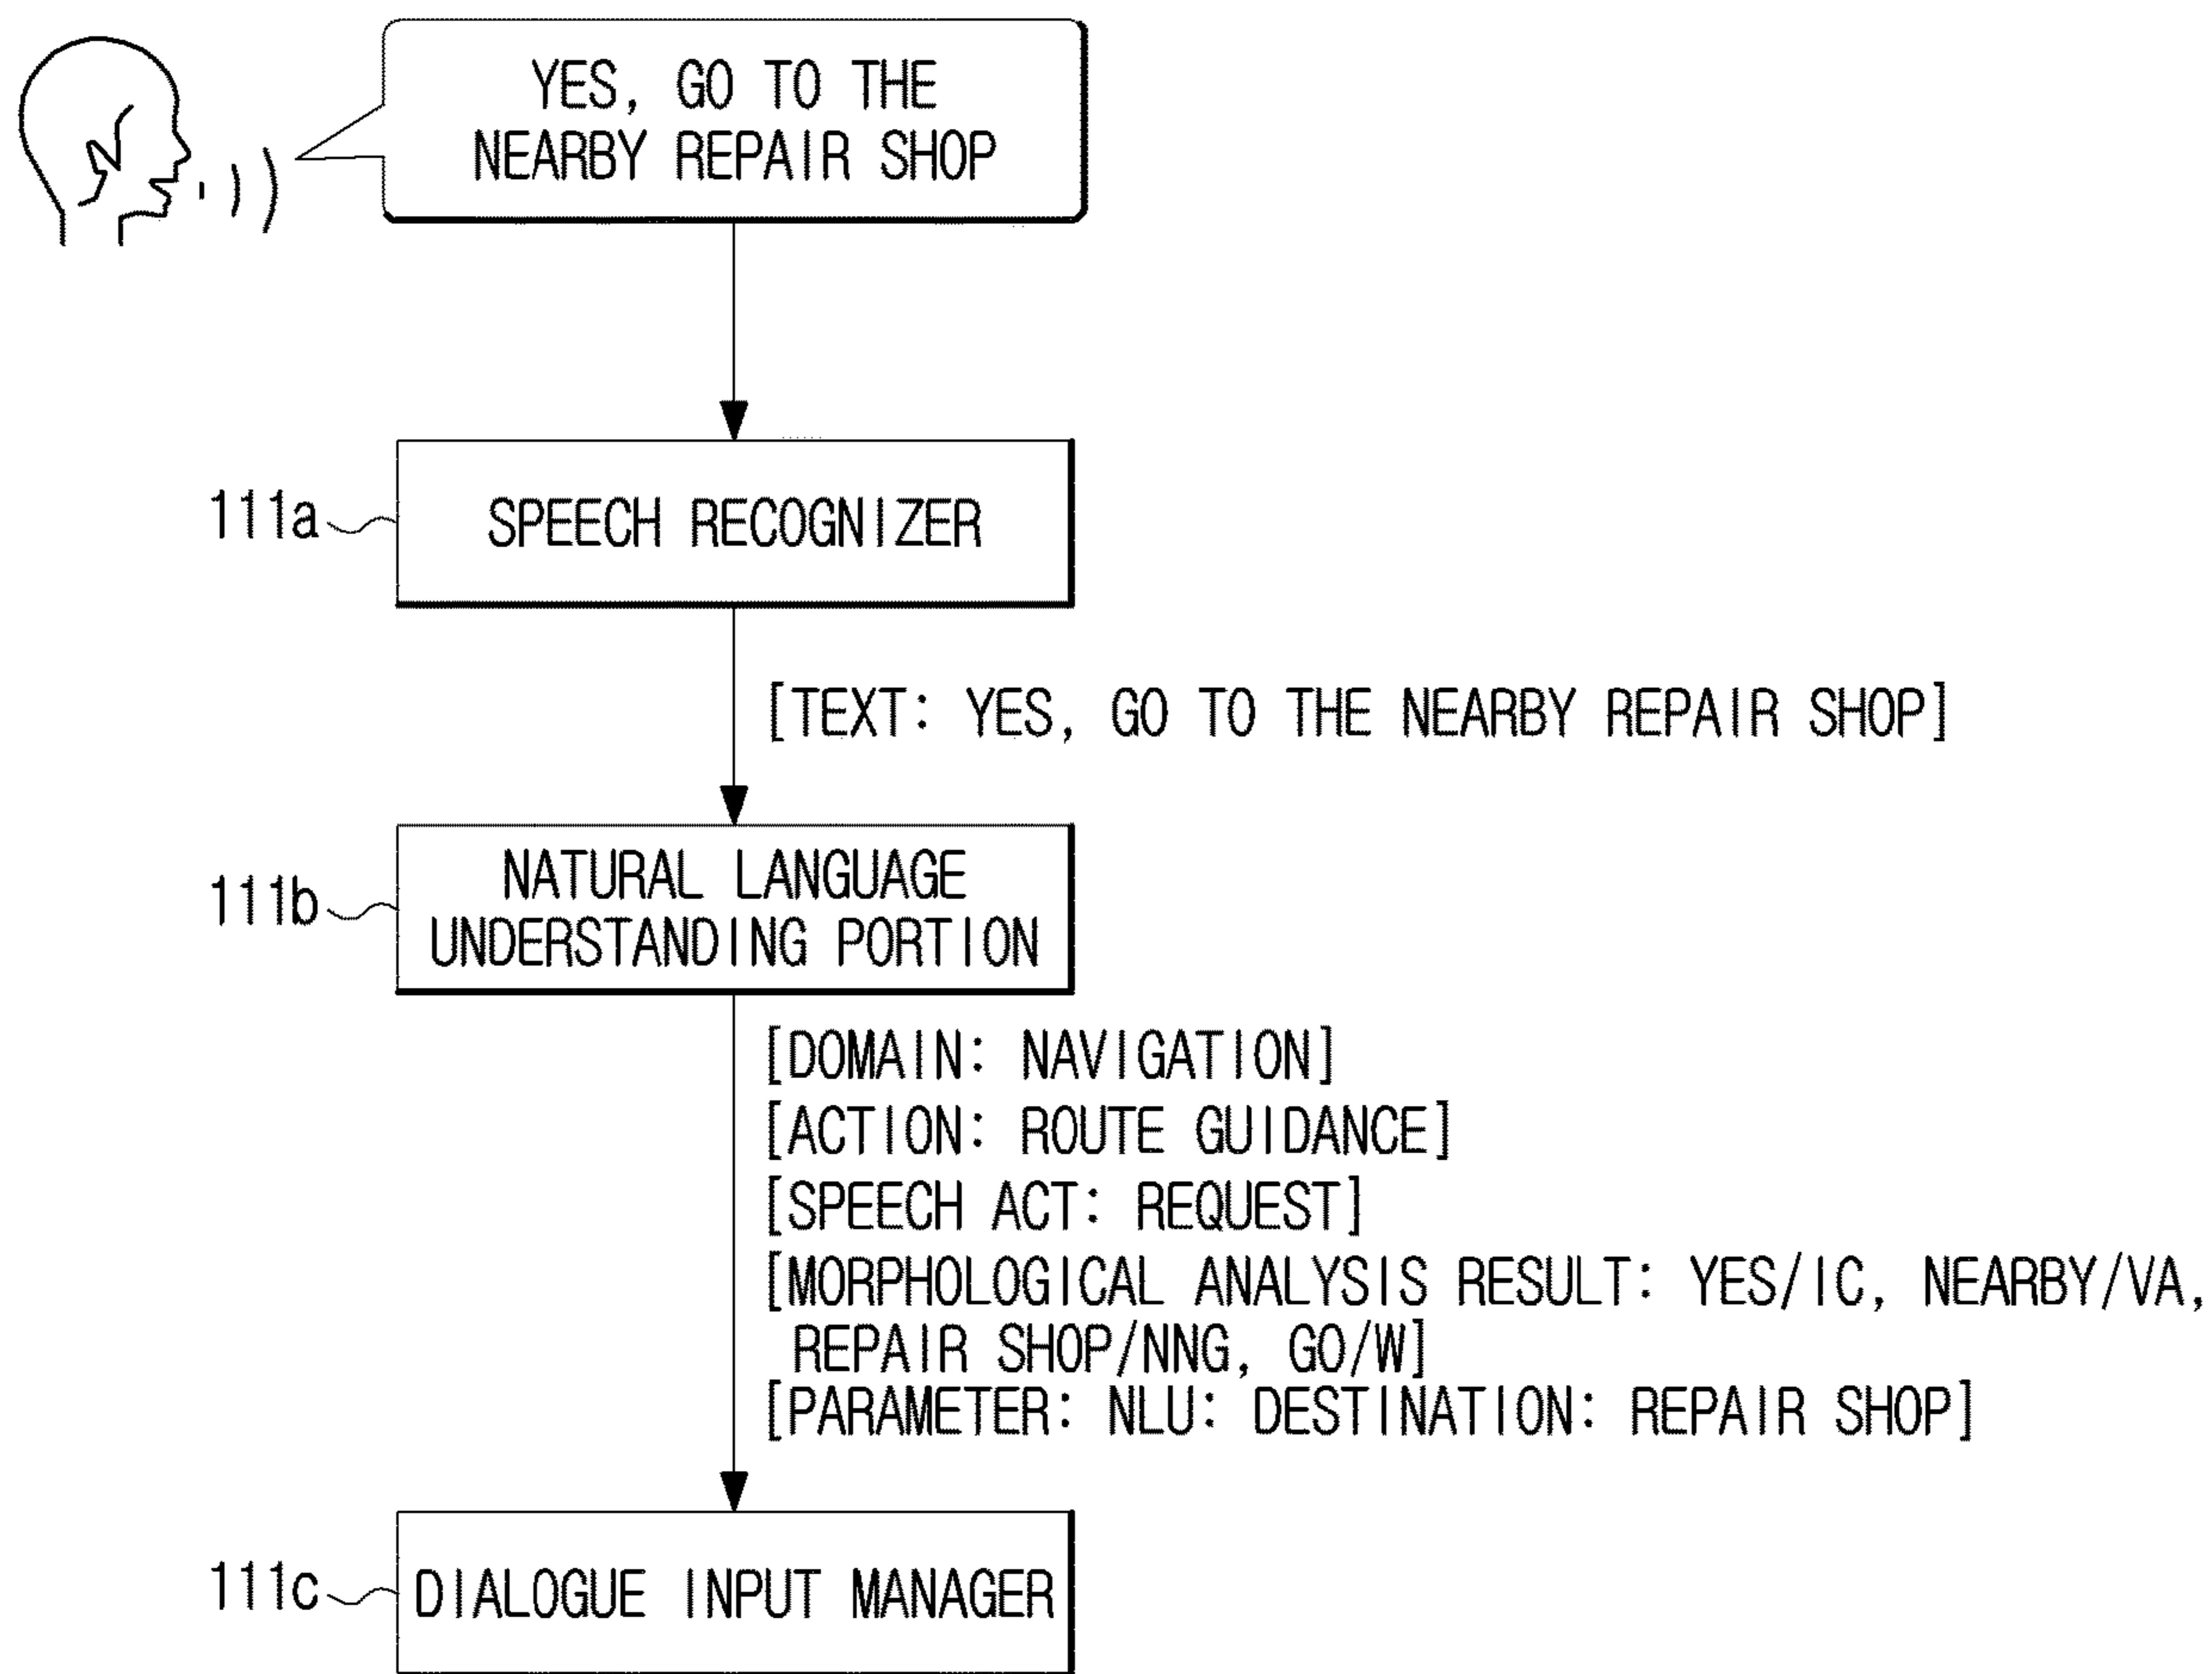 YES, GO TO THE
NEARBY REPAIR SHOP
111a
SPEECH RECOGNIZER
[TEXT: YES, GO TO THE NEARBY REPAIR SHOP]
111b
NATURAL LANGUAGE
UNDERSTANDING PORTION
[DOMAIN: NAVIGATION]
[ACTION: ROUTE GUIDANCE]
[SPEECH ACT: REQUEST]
[MORPHOLOGICAL ANALYSIS RESULT: YES/IC, NEARBY/VA,
REPAIR SHOP/NNG, GO/W]
[PARAMETER: NLU: DESTINATION: REPAIR SHOP]
111c
DIALOGUE INPUT MANAGER